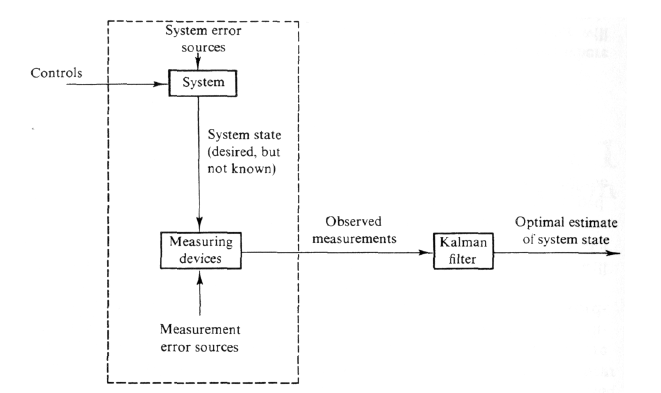 System error
sources
Controls
System
System state
(desired, but
not known)
Measuring
devices
Observed
measurements
Kalman
filter
Optimal estimate
of system state
Measurement
error sources